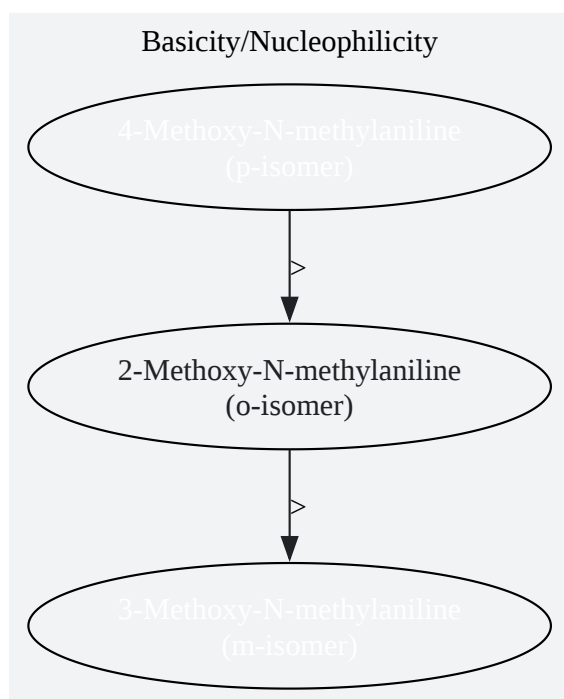 Basicity/Nucleophilicity
4-Methoxy-N-methylaniline
(p-isomer)
>
2-Methoxy-N-methylaniline
(o-isomer)
>
3-Methoxy-N-methylaniline
(m-isomer)